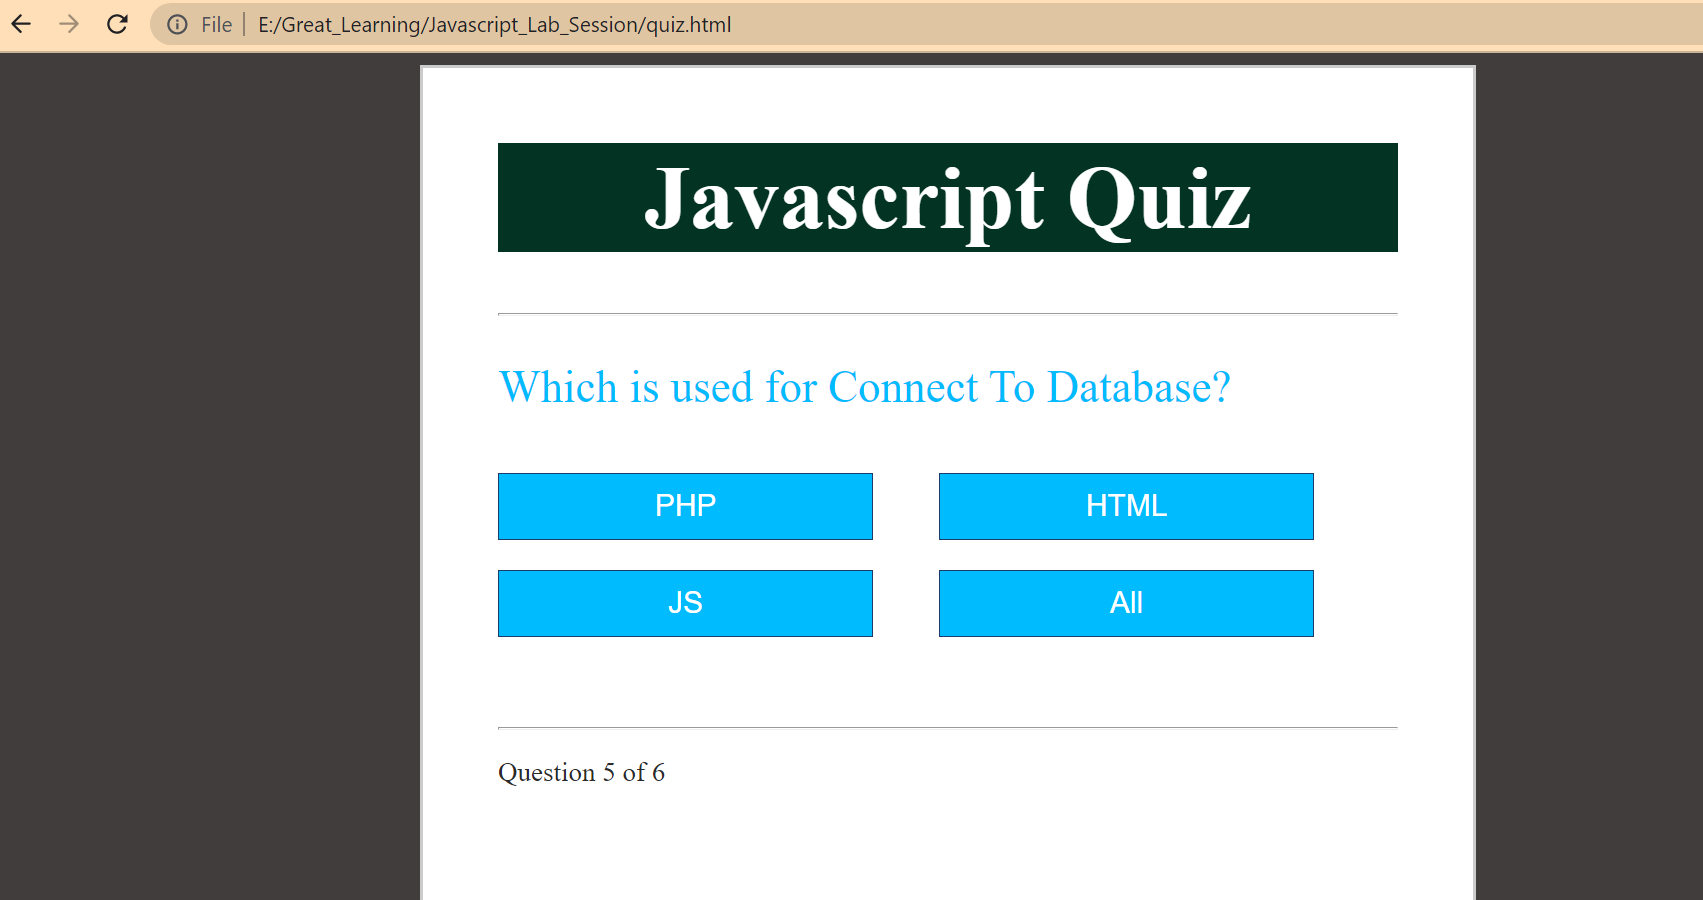 File E:/Great_Learning/Javascript_Lab_Session/quiz.html
Javascript Quiz
Which is used for Connect To Database?
PHP HTML
JS All
Question 5 of 6